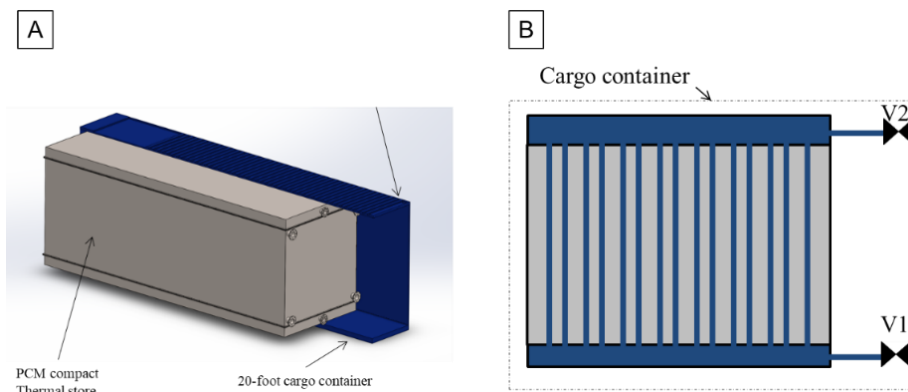 A
B
Cargo container
V2
V1
PCM compact
Thermal store
20-foot cargo container